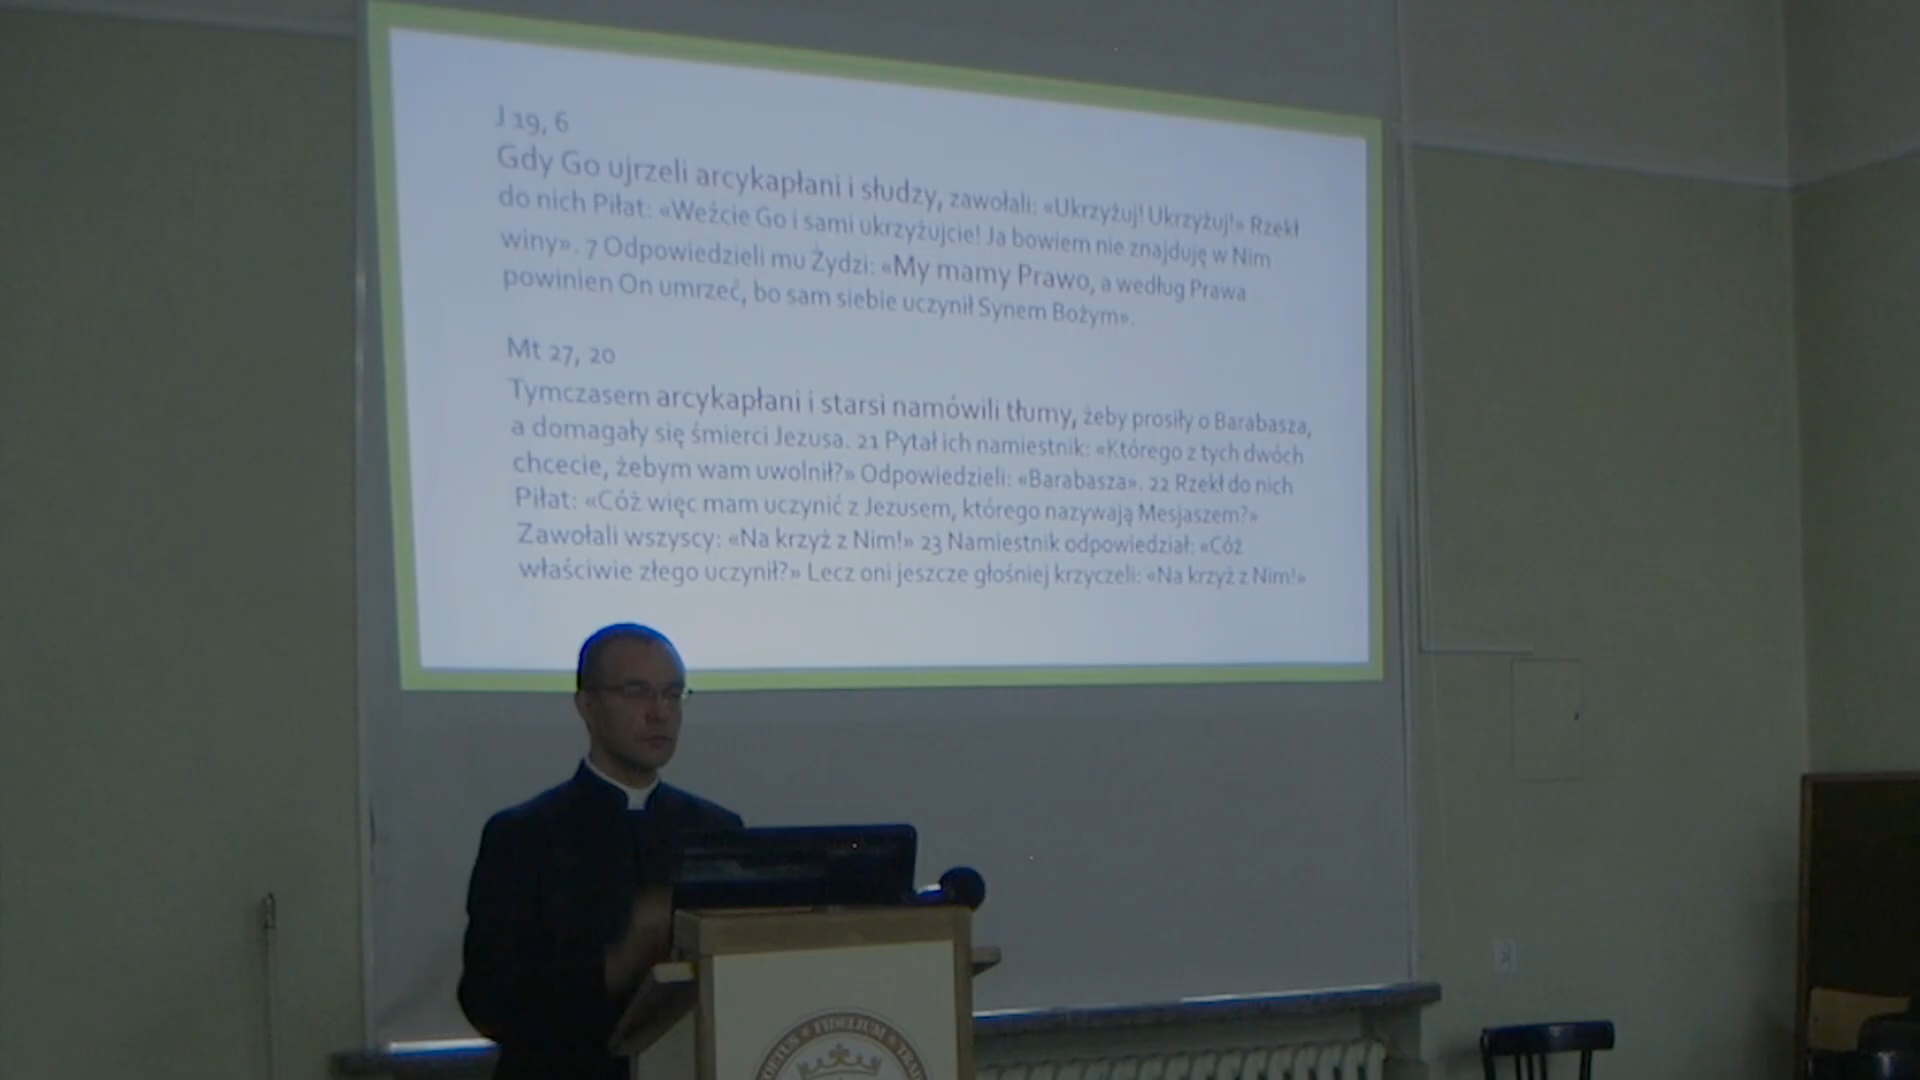 J 19, 6
Gdy Go ujrzeli arcykapłani i słudzy, zawołali: «Ukrzyżuj! Ukrzyżuj!» Rzekł
do nich Piłat: «Weźcie Go i sami ukrzyżujcie! Ja bowiem nie znajduję w Nim
winy». 7 Odpowiedzieli mu Żydzi: «My mamy Prawo, a według Prawa
powinien On umrzeć, bo sam siebie uczynił Synem Bożym».
Mt 27, 20
Tymczasem arcykapłani i starsi namówili tłumy, żeby prosiły o Barabasza,
a domagały się śmierci Jezusa. 21 Pytał ich namiestnik: «Którego z tych dwóch
chcecie, żebym wam uwolnił?» Odpowiedzieli: «Barabasza». 22 Rzekł do nich
Piłat: «Cóż więc mam uczynić z Jezusem, którego nazywają Mesjaszem?»
Zawołali wszyscy: «Na krzyż z Nim!» 23 Namiestnik odpowiedział: «Cóż
właściwie złego uczynił?» Lecz oni jeszcze głośniej krzyczeli: «Na krzyż z Nim!»
FIDELIUM